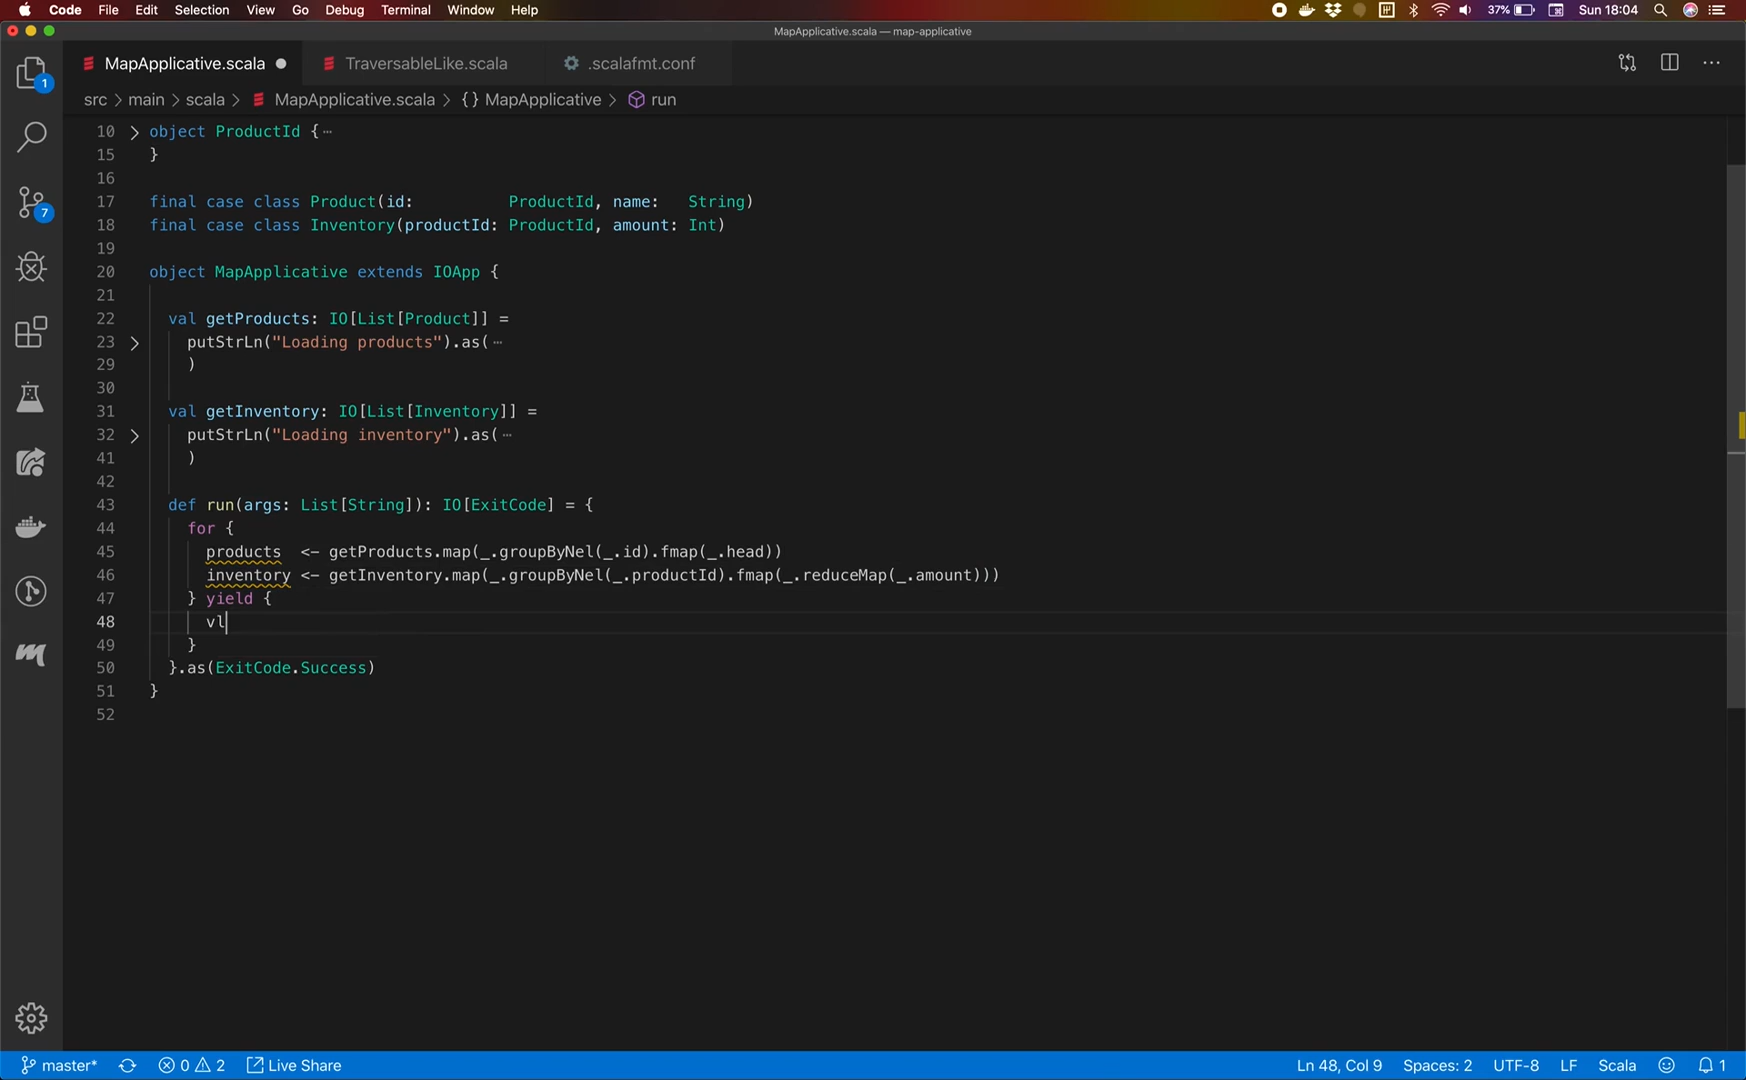 Code File Edit Selection View Go Debug Terminal Window Help 37% Sun 18:04
MapApplicative.scala — map-applicative
MapApplicative.scala TraversableLike.scala .scalafmt.conf
src > main > scala > MapApplicative.scala > {} MapApplicative > run
1
7
10 object ProductId {⋯
15 }
16
17 final case class Product(id:          ProductId, name:   String)
18 final case class Inventory(productId: ProductId, amount: Int)
19
20 object MapApplicative extends IOApp {
21
22   val getProducts: IO[List[Product]] =
23     putStrLn("Loading products").as(⋯
29     )
30
31   val getInventory: IO[List[Inventory]] =
32     putStrLn("Loading inventory").as(⋯
41     )
42
43   def run(args: List[String]): IO[ExitCode] = {
44     for {
45       products  <- getProducts.map(_.groupByNel(_.id).fmap(_.head))
46       inventory <- getInventory.map(_.groupByNel(_.productId).fmap(_.reduceMap(_.amount)))
47     } yield {
48       vl
49     }
50   }.as(ExitCode.Success)
51 }
52
master* 0 2 Live Share Ln 48, Col 9 Spaces: 2 UTF-8 LF Scala 1